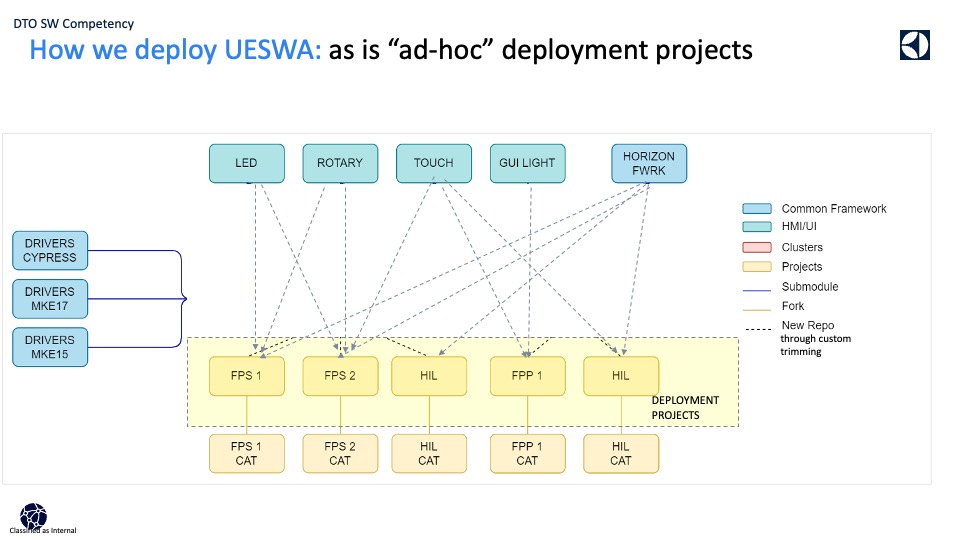 DTO SW Competency
How we deploy UESWA: as is “ad-hoc” deployment projects
LED
ROTARY
TOUCH
GUI LIGHT
HORIZON
FWRK
DRIVERS
CYPRESS
DRIVERS
MKE17
DRIVERS
MKE15
Common Framework
HMI/UI
Clusters
Projects
Submodule
Fork
New Repo
through custom
trimming
FPS 1
FPS 2
HIL
FPP 1
HIL
DEPLOYMENT
PROJECTS
FPS 1
CAT
FPS 2
CAT
HIL
CAT
FPP 1
CAT
HIL
CAT
Classified as Internal